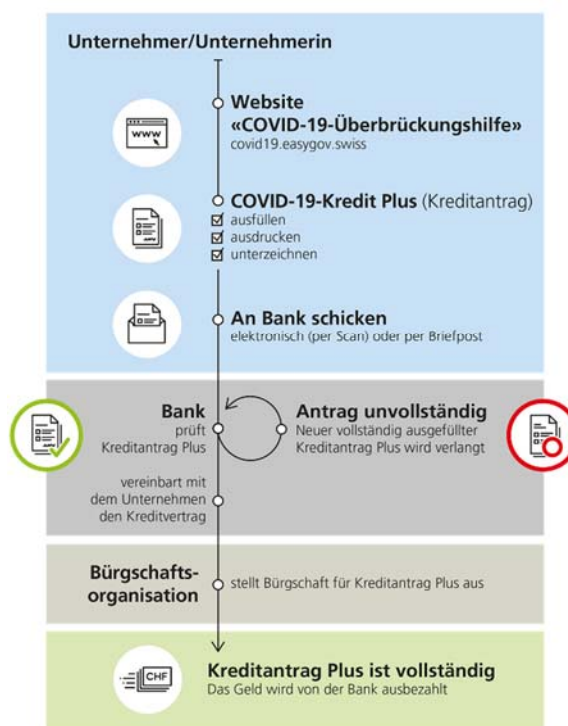 Unternehmer/Unternehmerin
www
Website
«COVID-19-Überbrückungshilfe»
covid19.easygov.swiss
COVID-19-Kredit Plus (Kreditantrag)
ausfüllen
ausdrucken
unterzeichnen
An Bank schicken
elektronisch (per Scan) oder per Briefpost
Bank
prüft
Kreditantrag Plus
Antrag unvollständig
Neuer vollständig ausgefüllter
Kreditantrag Plus wird verlangt
vereinbart mit
dem Unternehmen
den Kreditvertrag
Bürgschafts-
organisation
stellt Bürgschaft für Kreditantrag Plus aus
CHF
Kreditantrag Plus ist vollständig
Das Geld wird von der Bank ausbezahlt